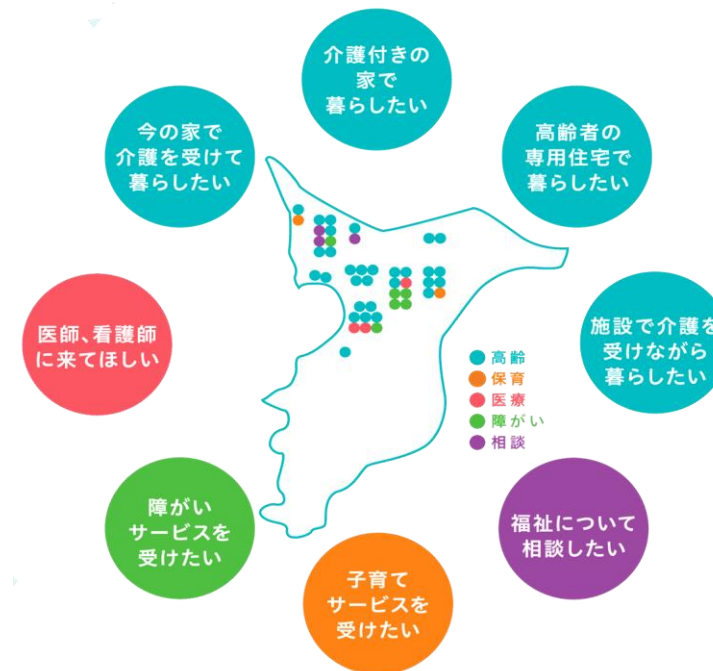 介護付きの
家で
暮らしたい
今の家で
介護を受けて
暮らしたい
高齢者の
専用住宅で
暮らしたい
医師、看護師
に来てほしい
施設で介護を
受けながら
暮らしたい
高齢
保育
医療
障がい
相談
障がい
サービスを
受けたい
福祉について
相談したい
子育て
サービスを
受けたい